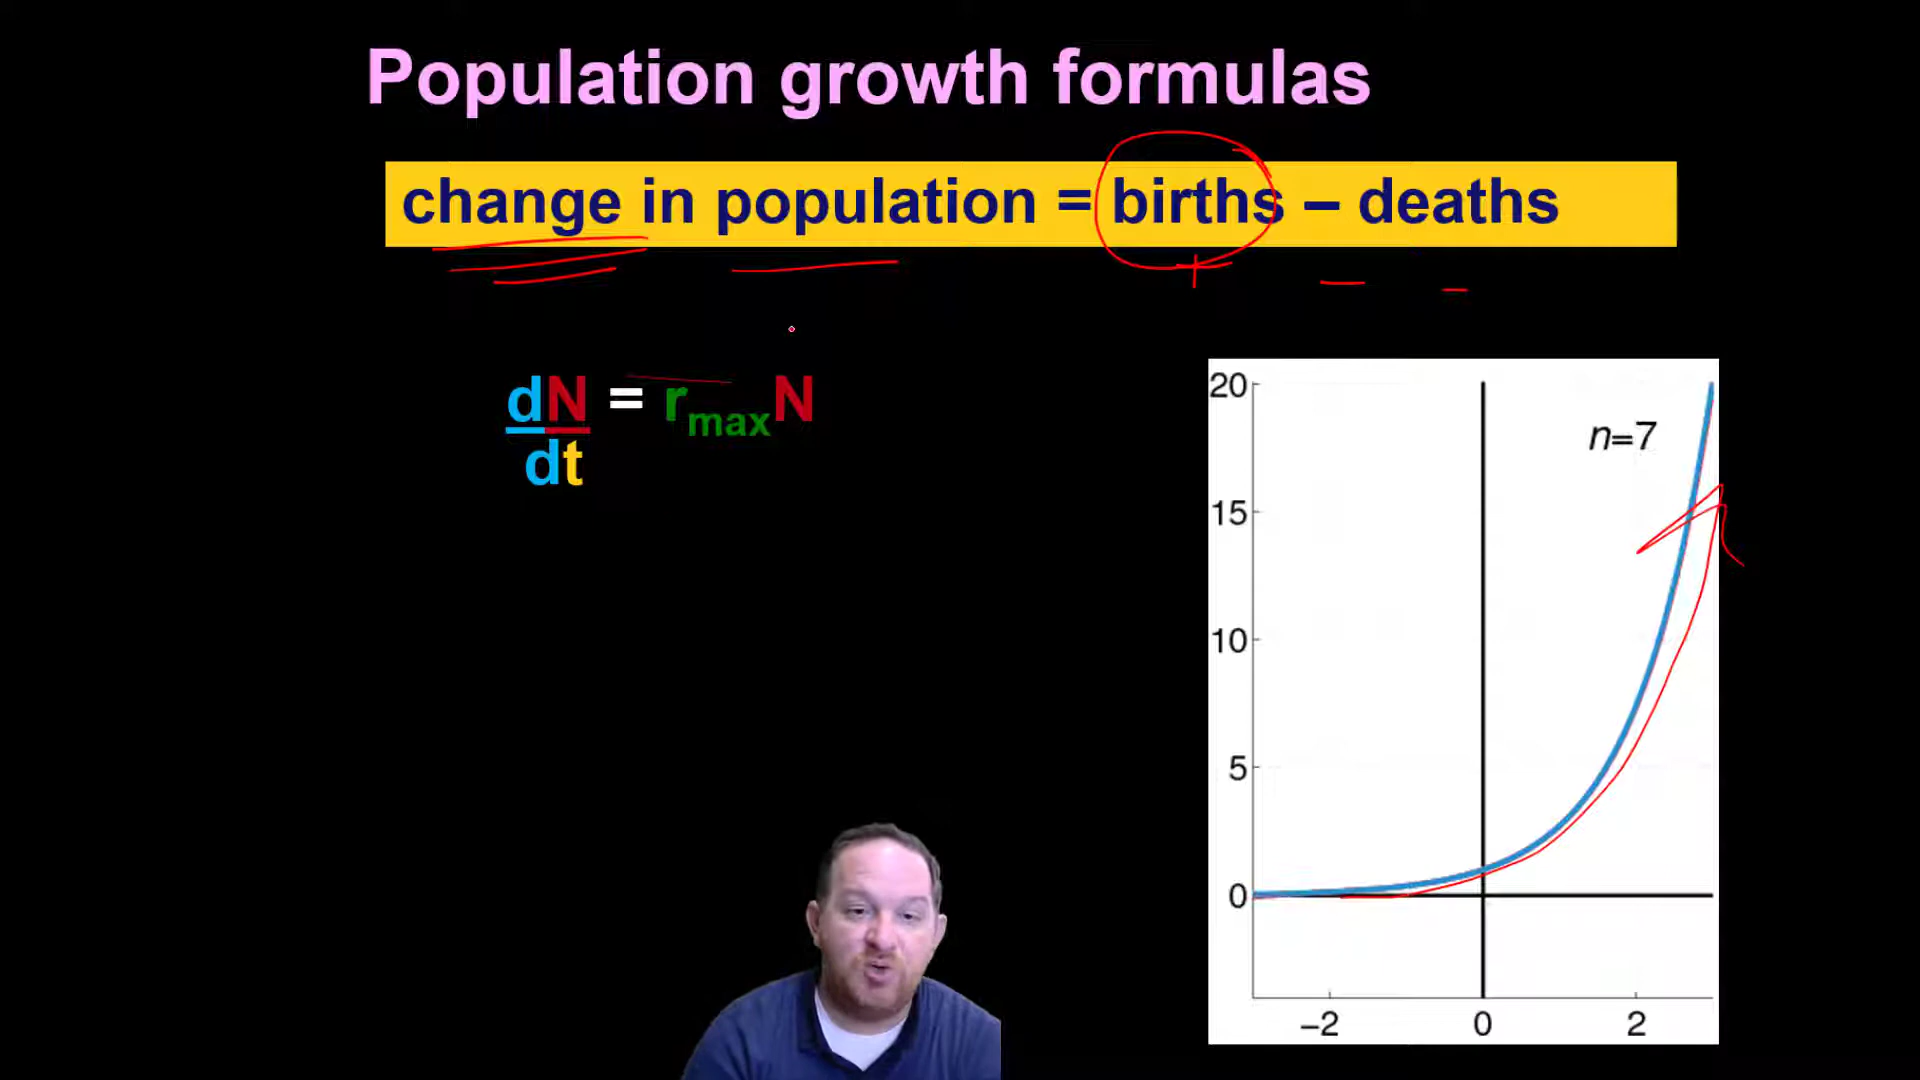 Population growth formulas
change in population = births – deaths
dN = rmaxN
dt
20
n=7
15
10
5
0
−2 0 2